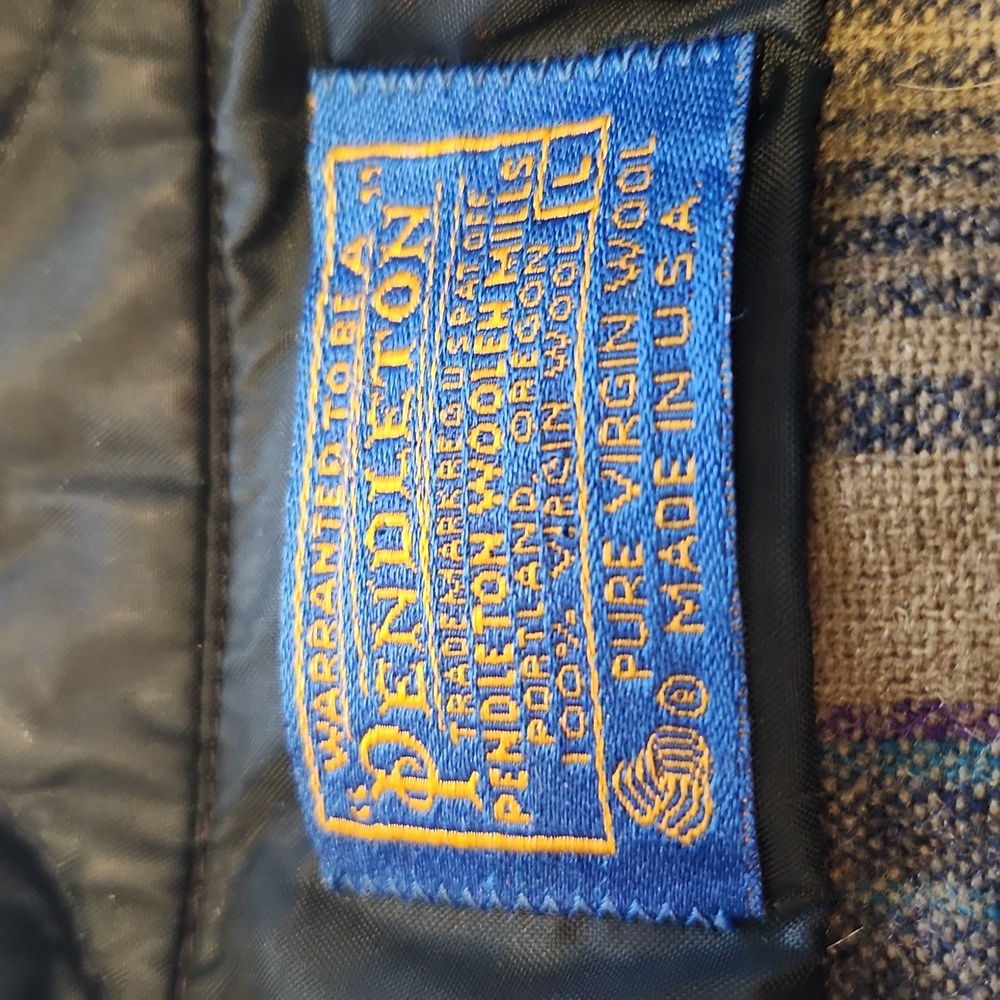 WARRANTED TO BE A
"PENDLETON"
TRADEMARK REG U S PAT OFF
PENDLETON WOOLEN MILLS
PORTLAND, OREGON
100% VIRGIN WOOL
L
PURE VIRGIN WOOL
MADE IN U.S.A.
®